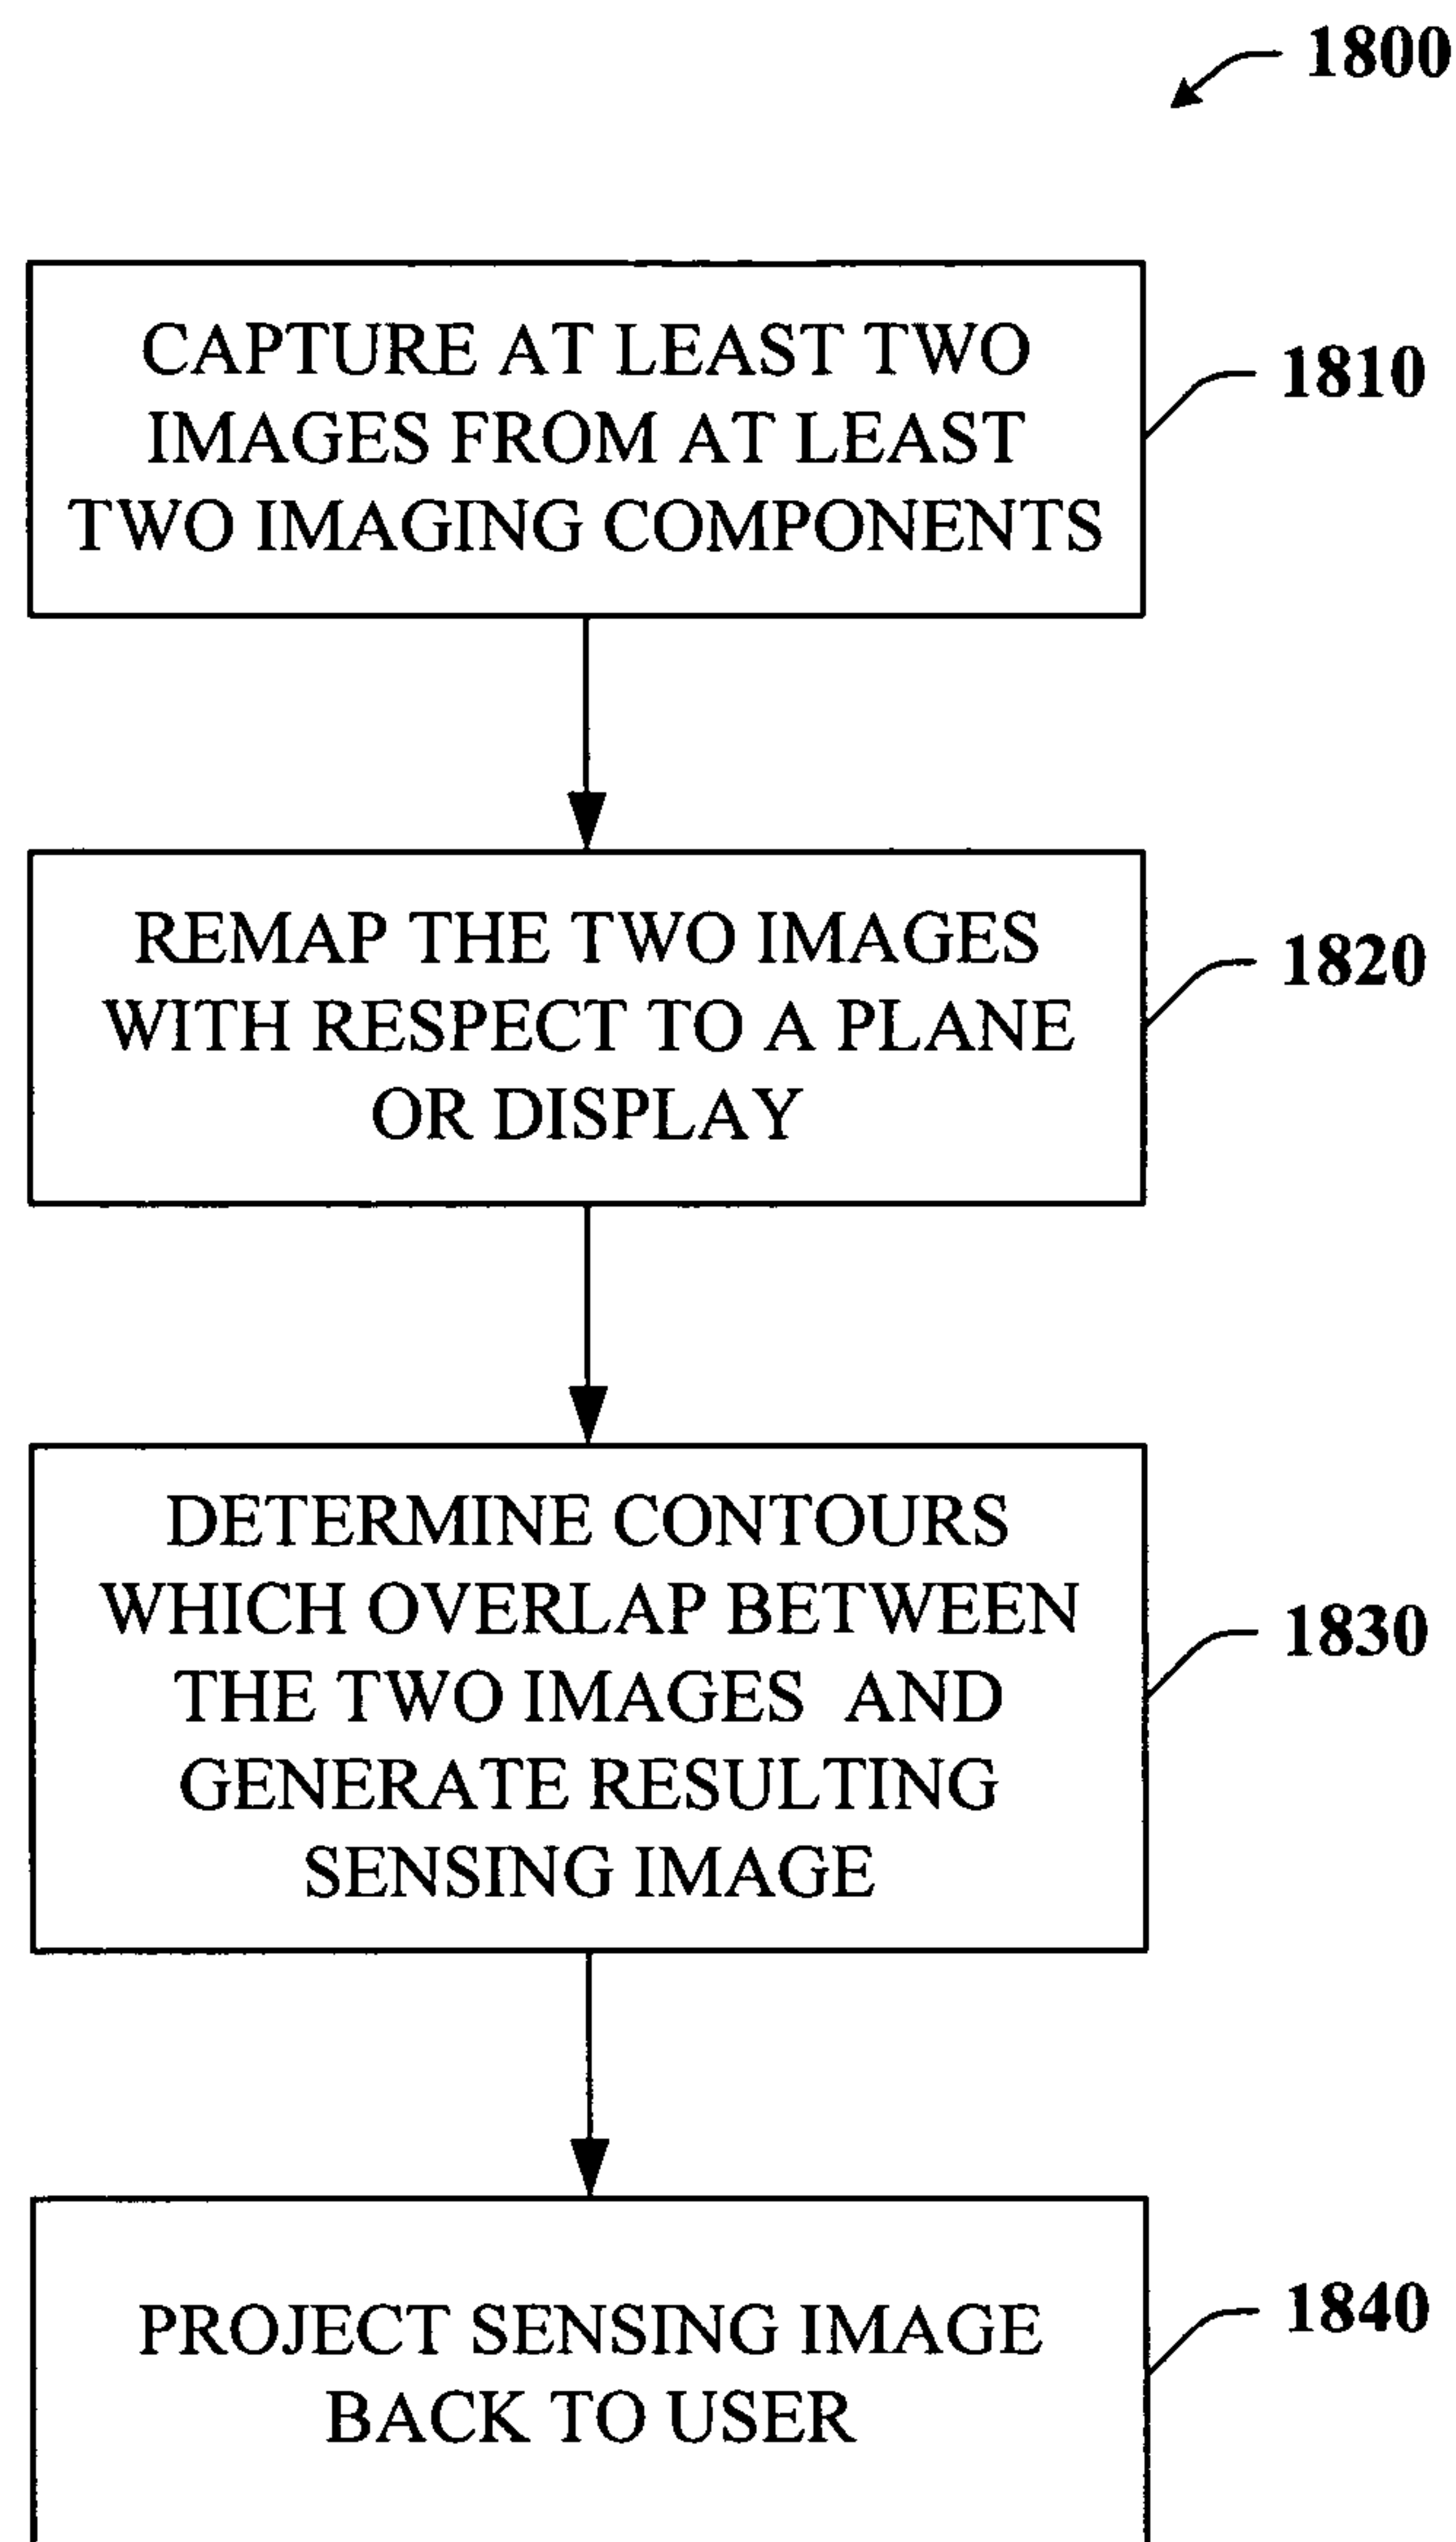 1800
CAPTURE AT LEAST TWO
IMAGES FROM AT LEAST
TWO IMAGING COMPONENTS
1810
REMAP THE TWO IMAGES
WITH RESPECT TO A PLANE
OR DISPLAY
1820
DETERMINE CONTOURS
WHICH OVERLAP BETWEEN
THE TWO IMAGES AND
GENERATE RESULTING
SENSING IMAGE
1830
PROJECT SENSING IMAGE
BACK TO USER
1840